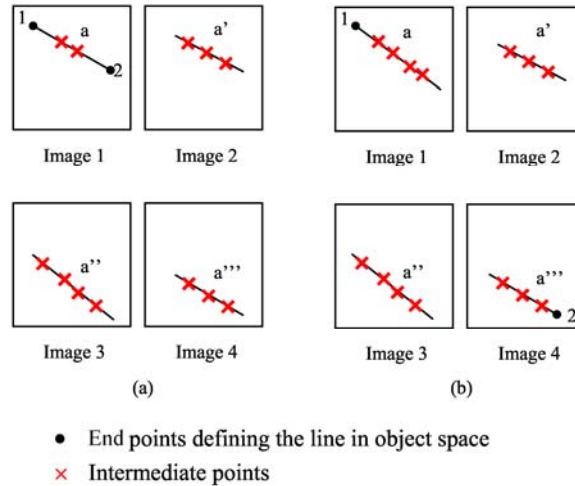 1 a 2
a'
1 a
a'
Image 1 Image 2 Image 1 Image 2
a''
a'''
a''
a''' 2
Image 3 Image 4 Image 3 Image 4
(a) (b)
End points defining the line in object space
Intermediate points